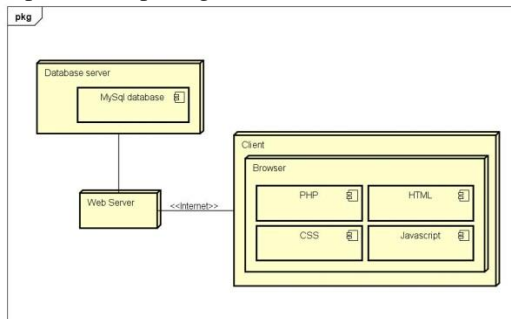 pkg
Database server
MySql database
Client
Browser
PHP
HTML
Web Server
<<Internet>>
CSS
Javascript